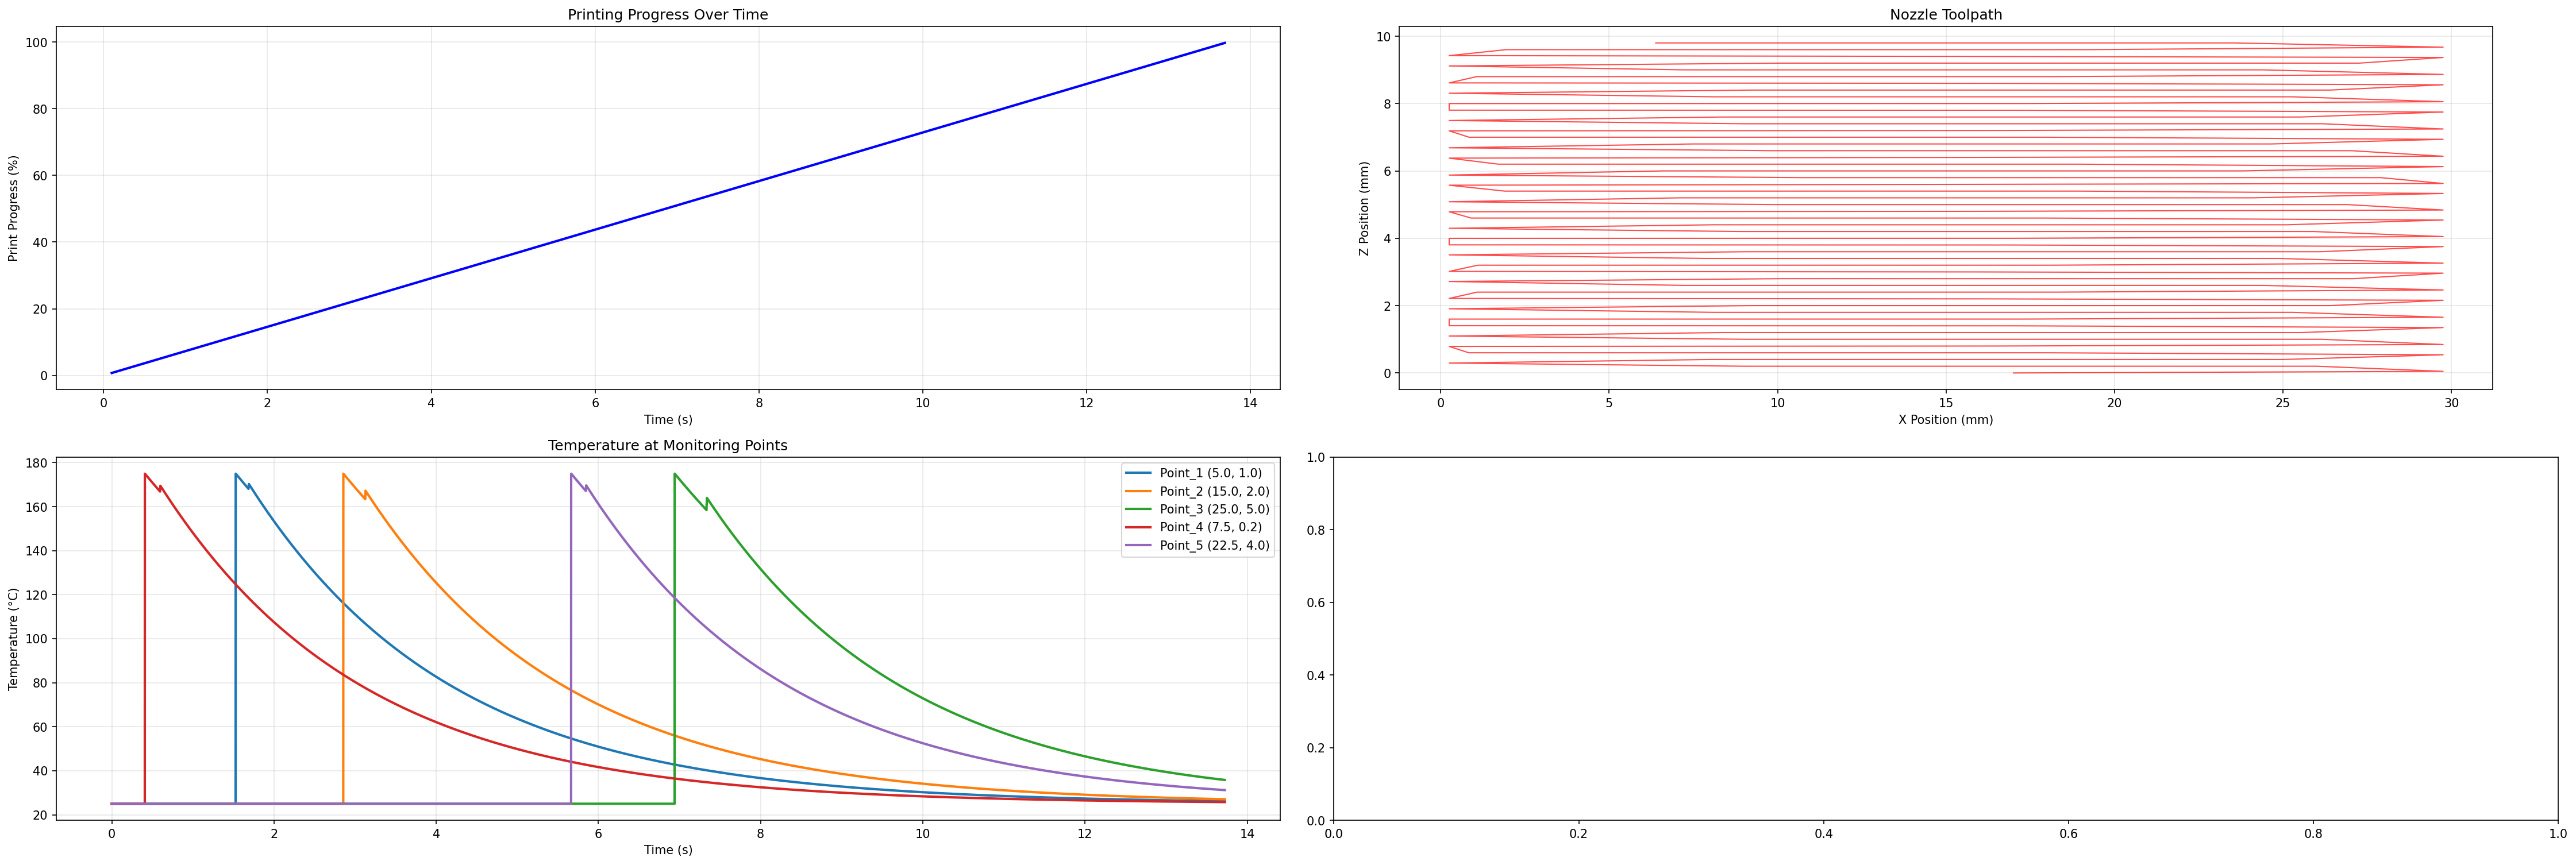 Printing Progress Over Time
Print Progress (%)
100
80
60
40
20
0
0 2 4 6 8 10 12 14
Time (s)
Nozzle Toolpath
Z Position (mm)
10
8
6
4
2
0
0 5 10 15 20 25 30
X Position (mm)
Temperature at Monitoring Points
Temperature (°C)
180
160
140
120
100
80
60
40
20
Point_1 (5.0, 1.0)
Point_2 (15.0, 2.0)
Point_3 (25.0, 5.0)
Point_4 (7.5, 0.2)
Point_5 (22.5, 4.0)
0 2 4 6 8 10 12 14
Time (s)
1.0
0.8
0.6
0.4
0.2
0.0
0.0 0.2 0.4 0.6 0.8 1.0